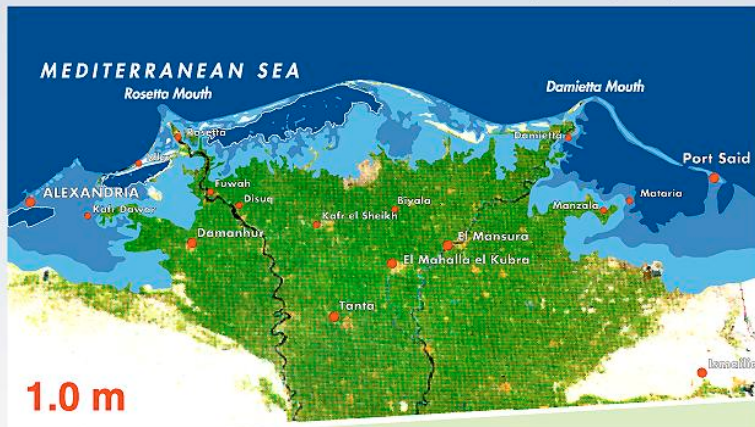 MEDITERRANEAN SEA
Rosetta Mouth
Damietta Mouth
Rosetta
Damietta
Port Said
ALEXANDRIA
Fuwah
Disuq
Biyala
Manzala
Mataria
Kafr Dawar
Kafr el Sheikh
Damanhur
El Mansura
El Mahalla el Kubra
Tanta
Ismailia
1.0 m